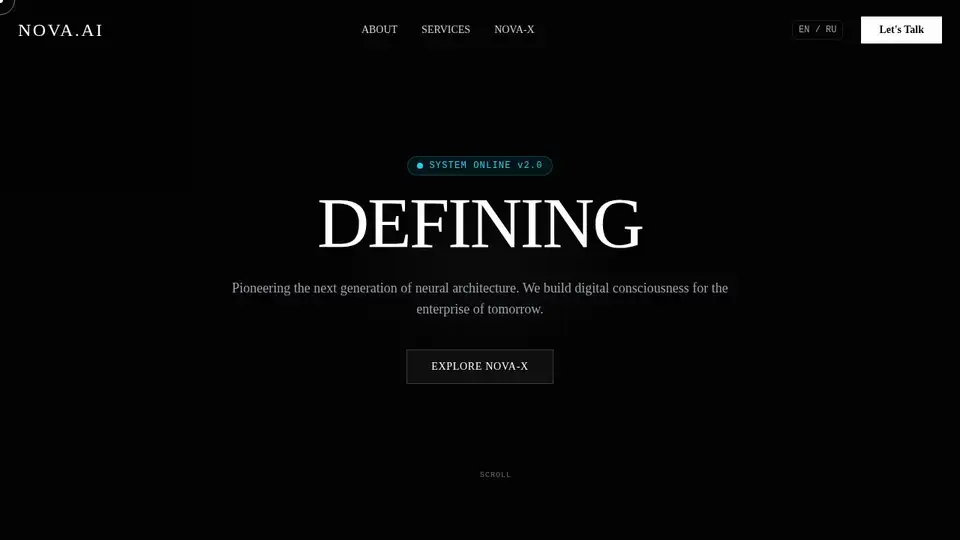 NOVA.AI
ABOUT
SERVICES
NOVA-X
EN / RU
Let's Talk
SYSTEM ONLINE v2.0
DEFINING
Pioneering the next generation of neural architecture. We build digital consciousness for the
enterprise of tomorrow.
EXPLORE NOVA-X
SCROLL